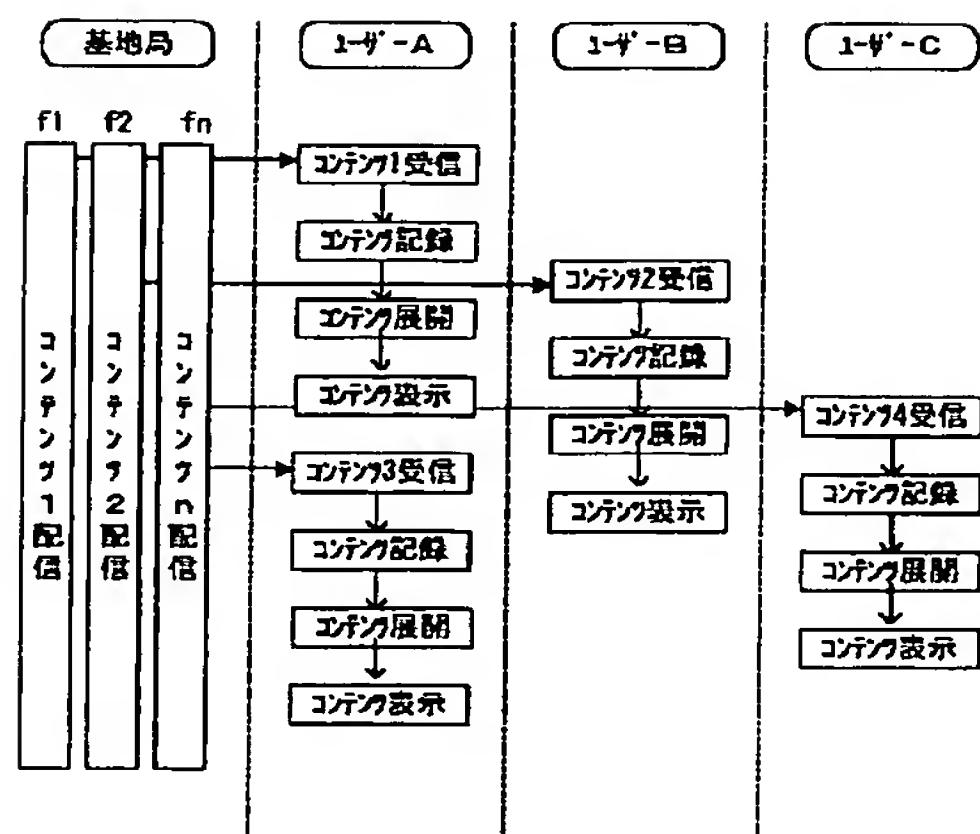 基地局
ユーザーA
ユーザーB
ユーザーC
f1
f2
fn
コンテンツ1配信
コンテンツ2配信
コンテンツn配信
コンテンツ1受信
コンテンツ記録
コンテンツ展開
コンテンツ表示
コンテンツ3受信
コンテンツ記録
コンテンツ展開
コンテンツ表示
コンテンツ2受信
コンテンツ記録
コンテンツ展開
コンテンツ表示
コンテンツ4受信
コンテンツ記録
コンテンツ展開
コンテンツ表示